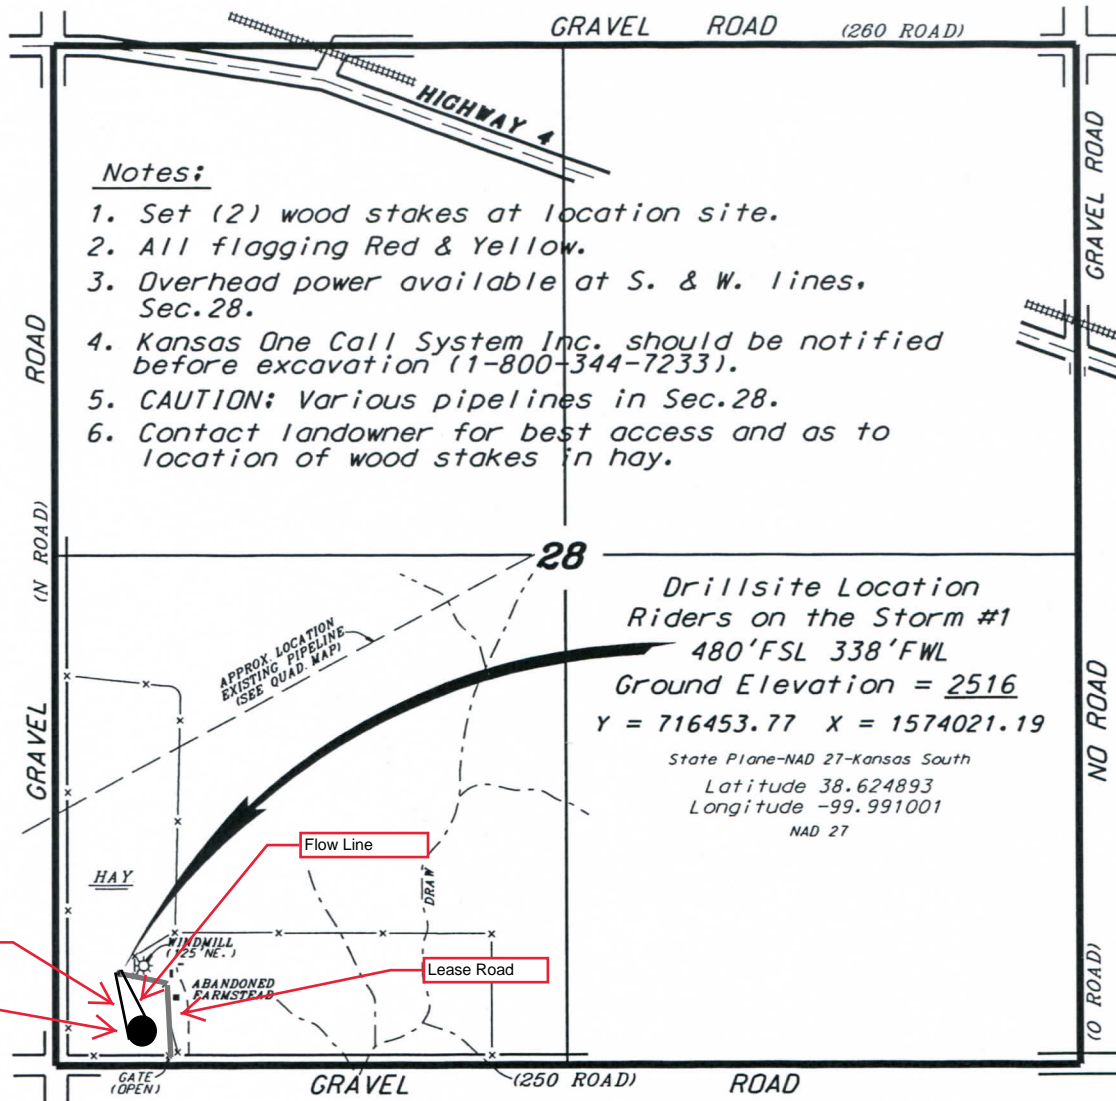 GRAVEL ROAD (260 ROAD)
HIGHWAY 4
GRAVEL ROAD
Notes:
1. Set (2) wood stakes at location site.
2. All flagging Red & Yellow.
3. Overhead power available at S. & W. lines,
Sec.28.
4. Kansas One Call System Inc. should be notified
before excavation (1-800-344-7233).
5. CAUTION: Various pipelines in Sec.28.
6. Contact landowner for best access and as to
location of wood stakes in hay.
GRAVEL (N ROAD) ROAD
28
Drillsite Location
Riders on the Storm #1
480'FSL 338'FWL
Ground Elevation = 2516
Y = 716453.77 X = 1574021.19
State Plane-NAD 27-Kansas South
Latitude 38.624893
Longitude -99.991001
NAD 27
APPROX. LOCATION
EXISTING PIPELINE
(SEE QUAD. MAP)
NO ROAD
(O ROAD)
Flow Line
HAY
DRAW
WINDMILL
(125'NE.)
Lease Road
ABANDONED
FARMSTEAD
GATE
(OPEN)
GRAVEL (250 ROAD) ROAD